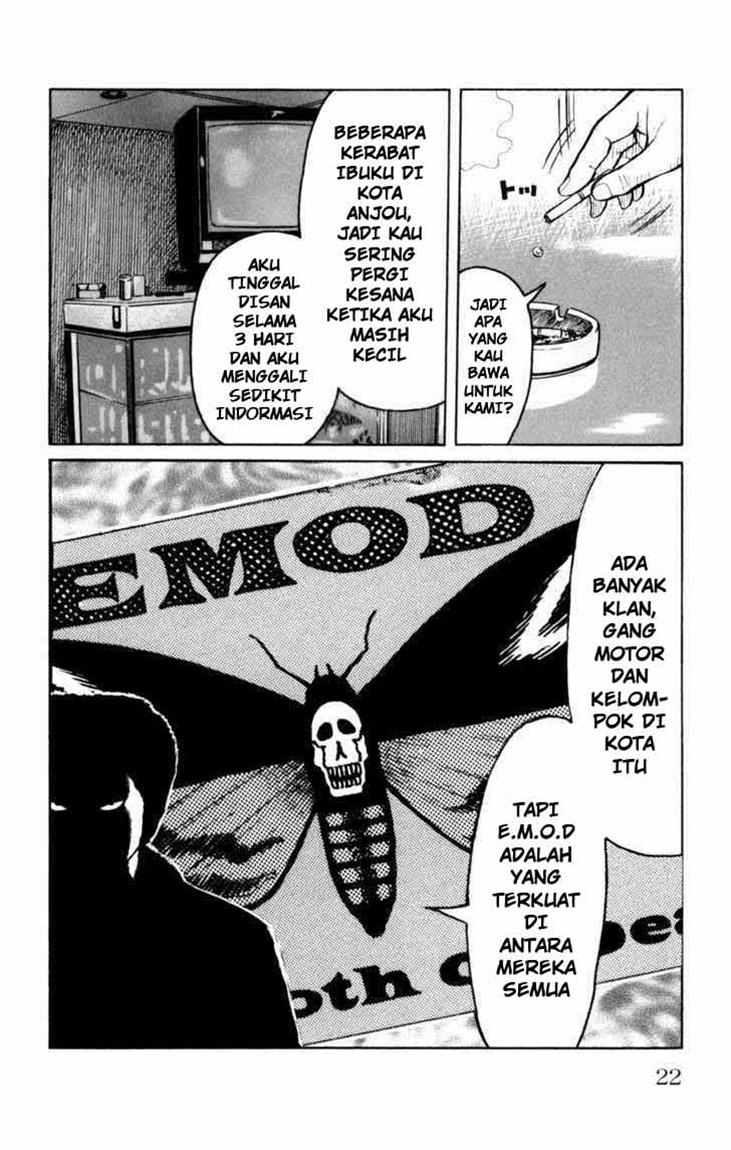 JADI
APA
YANG
KAU
BAWA
UNTUK
KAMI?
トッ
BEBERAPA
KERABAT
IBUKU DI
KOTA
ANJOU,
JADI KAU
SERING
PERGI
KESANA
KETIKA AKU
MASIH
KECIL
AKU
TINGGAL
DISAN
SELAMA
3 HARI
DAN AKU
MENGGALI
SEDIKIT
INDORMASI
ADA
BANYAK
KLAN,
GANG
MOTOR
DAN
KELOM-
POK DI
KOTA
ITU
EMOD
TAPI
E.M.O.D
ADALAH
YANG
TERKUAT
DI
ANTARA
MEREKA
SEMUA
22